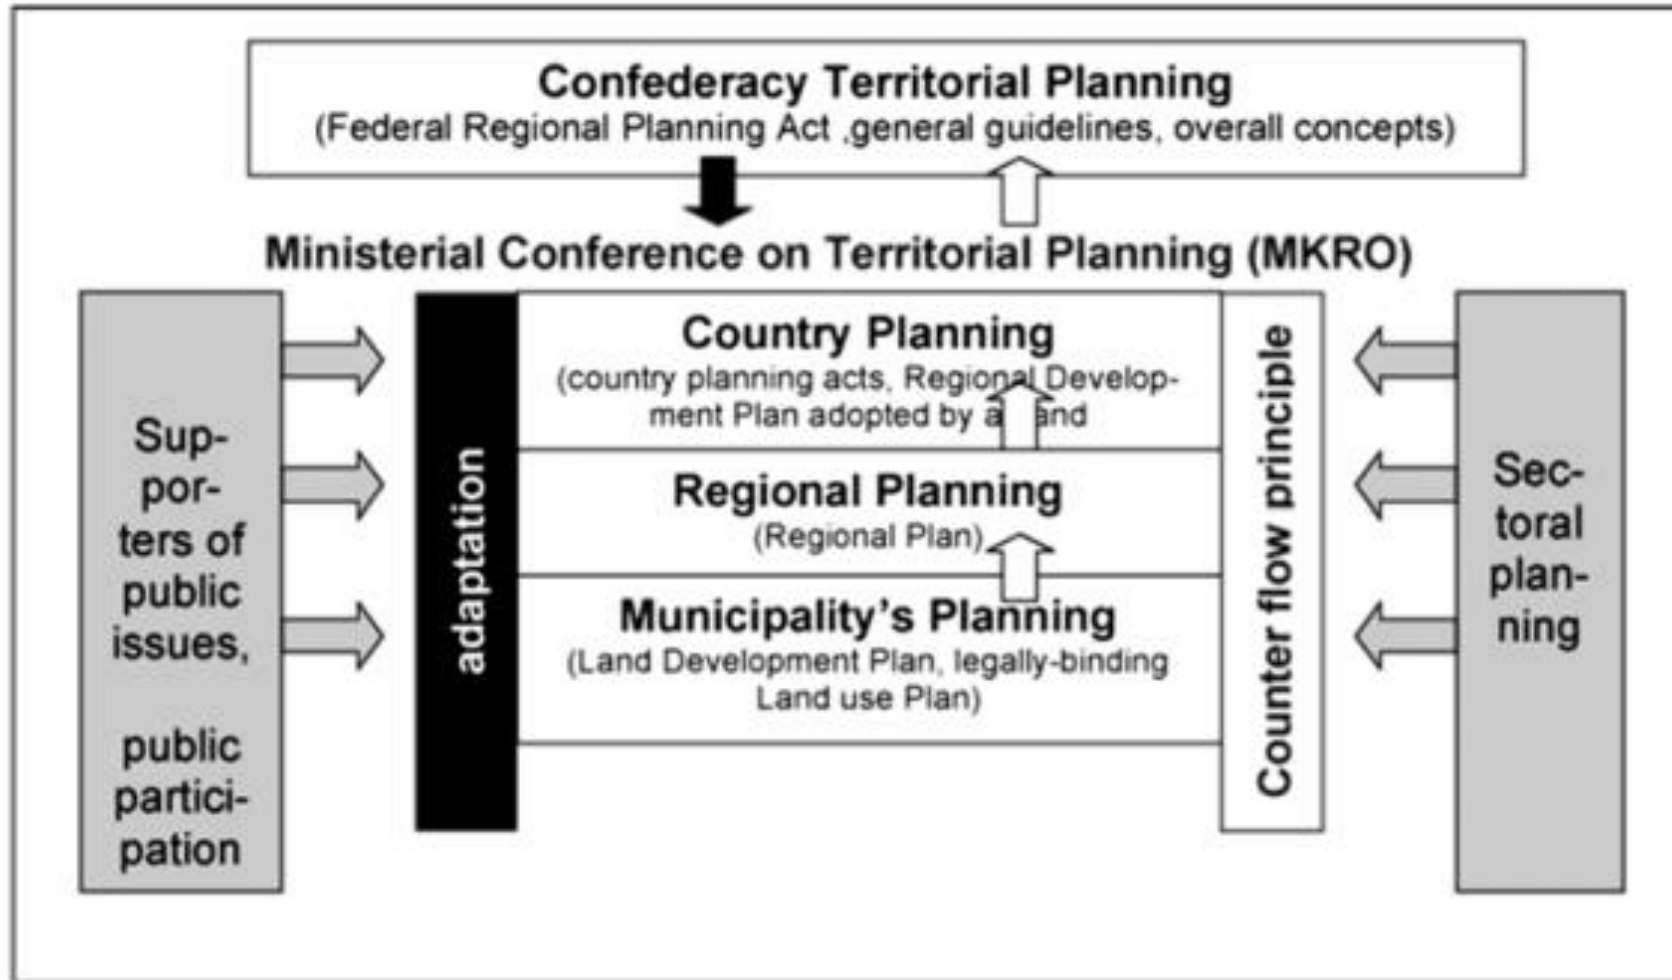 Confederacy Territorial Planning
(Federal Regional Planning Act ,general guidelines, overall concepts)
Ministerial Conference on Territorial Planning (MKRO)
Sup-
por-
ters of
public
issues,
public
partici-
pation
adaptation
Country Planning
(country planning acts, Regional Develop-
ment Plan adopted by a and
Regional Planning
(Regional Plan)
Municipality's Planning
(Land Development Plan, legally-binding
Land use Plan)
Counter flow principle
Sec-
toral
plan-
ning